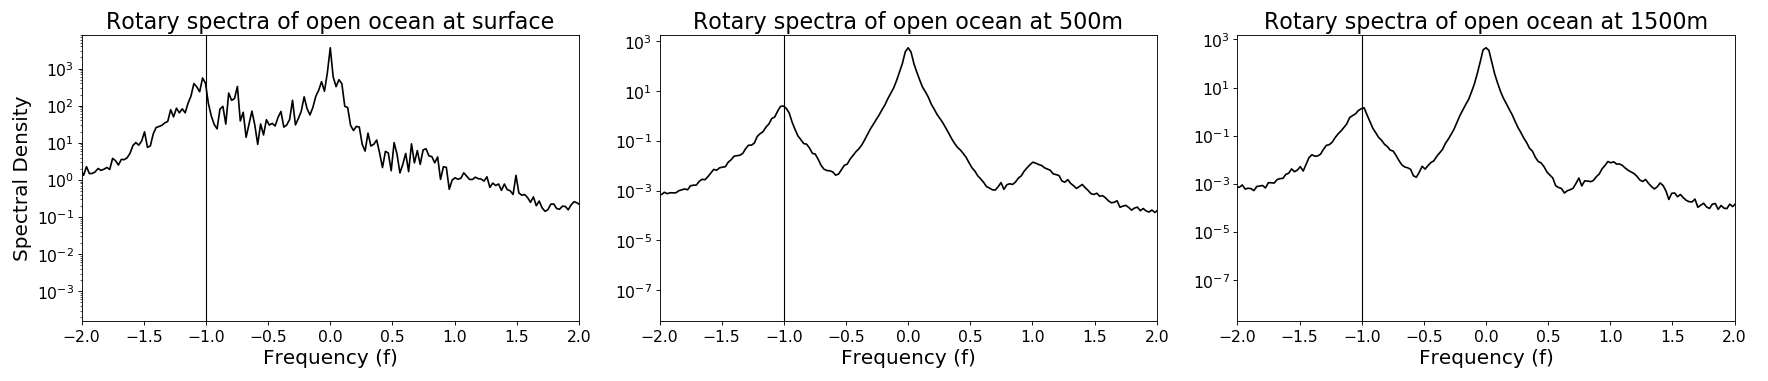 Rotary spectra of open ocean at surface
Spectral Density
10³
10²
10¹
10⁰
10⁻¹
10⁻²
10⁻³
−2.0 −1.5 −1.0 −0.5 0.0 0.5 1.0 1.5 2.0
Frequency (f)
Rotary spectra of open ocean at 500m
10³
10¹
10⁻¹
10⁻³
10⁻⁵
10⁻⁷
−2.0 −1.5 −1.0 −0.5 0.0 0.5 1.0 1.5 2.0
Frequency (f)
Rotary spectra of open ocean at 1500m
10³
10¹
10⁻¹
10⁻³
10⁻⁵
10⁻⁷
−2.0 −1.5 −1.0 −0.5 0.0 0.5 1.0 1.5 2.0
Frequency (f)